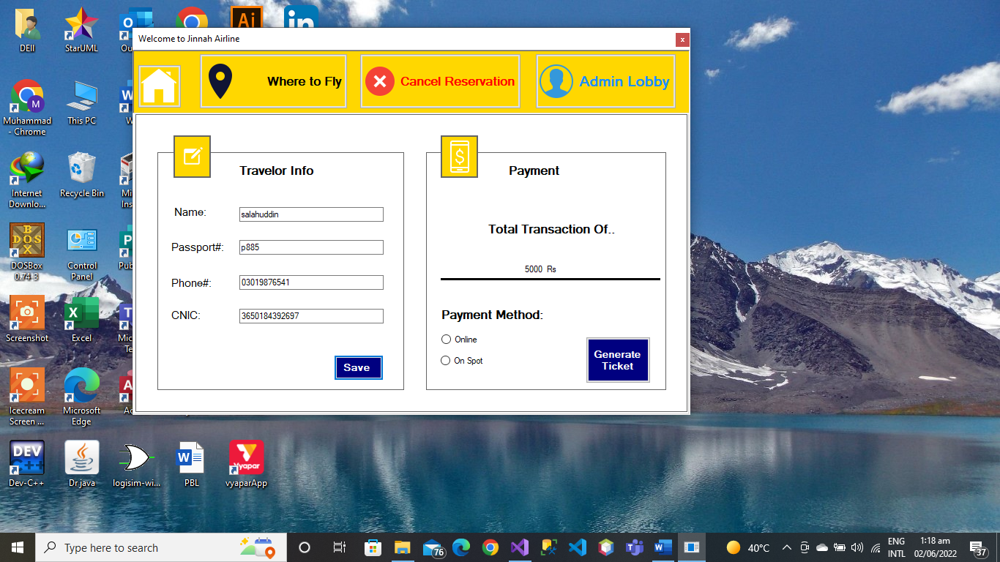 DEll
StarUML
Ou
Ai
in
Welcome to Jinnah Airline
x
Where to Fly
Cancel Reservation
Admin Lobby
M
Muhammad
- Chrome
This PC
W
Travelor Info
Name:
salahuddin
Passport#:
p885
Phone#:
03019876541
CNIC:
3650184392697
Save
$
Payment
Total Transaction Of..
5000 Rs
Payment Method:
Online
On Spot
Generate
Ticket
Internet
Downlo...
Recycle Bin
Mi
Ins
DOSBox
0.74-3
Control
Panel
Pub
Screenshot
Excel
Mic
Te
Icecream
Screen ...
Microsoft
Edge
Ac
DEV
C++
Dev-C++
Dr.java
logisim-wi...
PBL
Vyapar
vyaparApp
Type here to search
76
40°C
ENG
INTL
1:18 am
02/06/2022
37